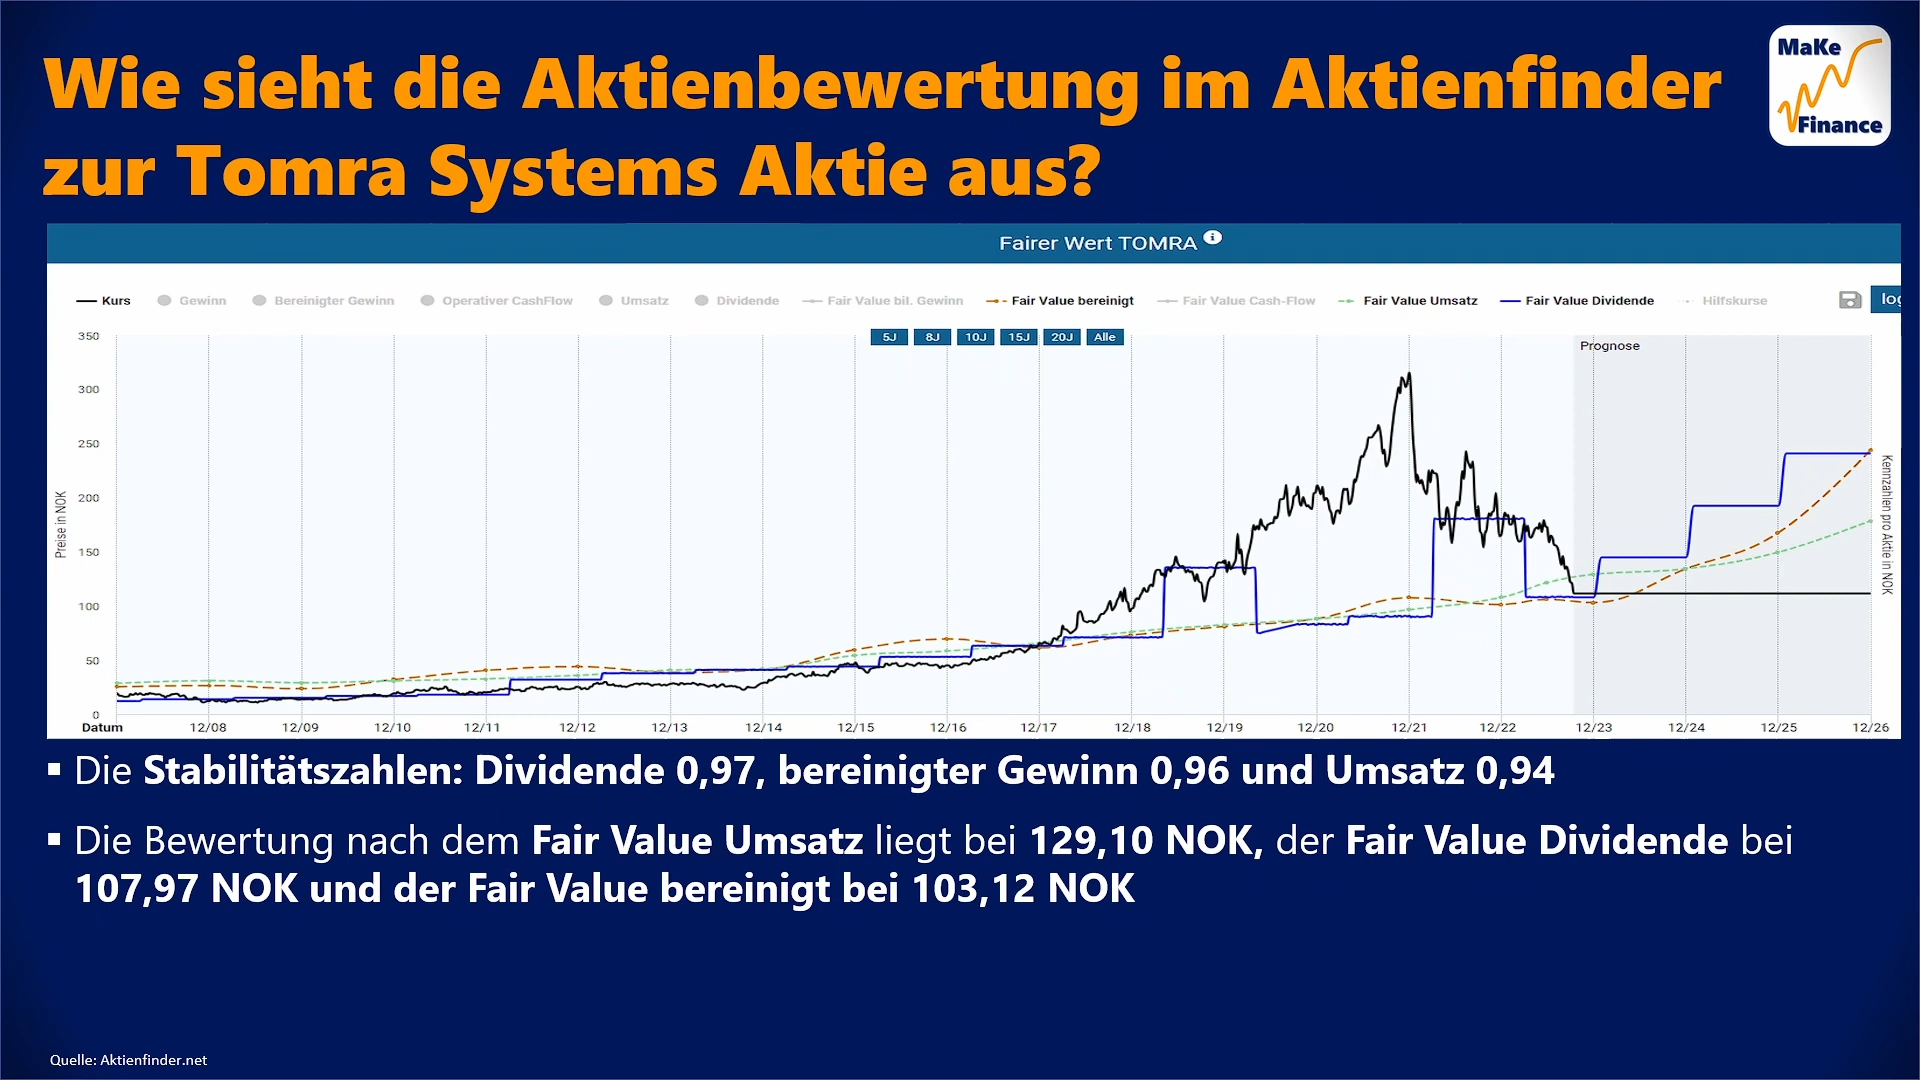 Wie sieht die Aktienbewertung im Aktienfinder
zur Tomra Systems Aktie aus?
MaKe
Finance
Fairer Wert TOMRA
Kurs Gewinn Bereinigter Gewinn Operativer CashFlow Umsatz Dividende Fair Value bil. Gewinn Fair Value bereinigt Fair Value Cash-Flow Fair Value Umsatz Fair Value Dividende Hilfskurse
5J 8J 10J 15J 20J Alle
Prognose
350
300
250
200
150
100
50
0
Preise in NOK
Kennzahlen pro Aktie in NOK
Datum 12/08 12/09 12/10 12/11 12/12 12/13 12/14 12/15 12/16 12/17 12/18 12/19 12/20 12/21 12/22 12/23 12/24 12/25 12/26
▪ Die Stabilitätszahlen: Dividende 0,97, bereinigter Gewinn 0,96 und Umsatz 0,94
▪ Die Bewertung nach dem Fair Value Umsatz liegt bei 129,10 NOK, der Fair Value Dividende bei
107,97 NOK und der Fair Value bereinigt bei 103,12 NOK
Quelle: Aktienfinder.net